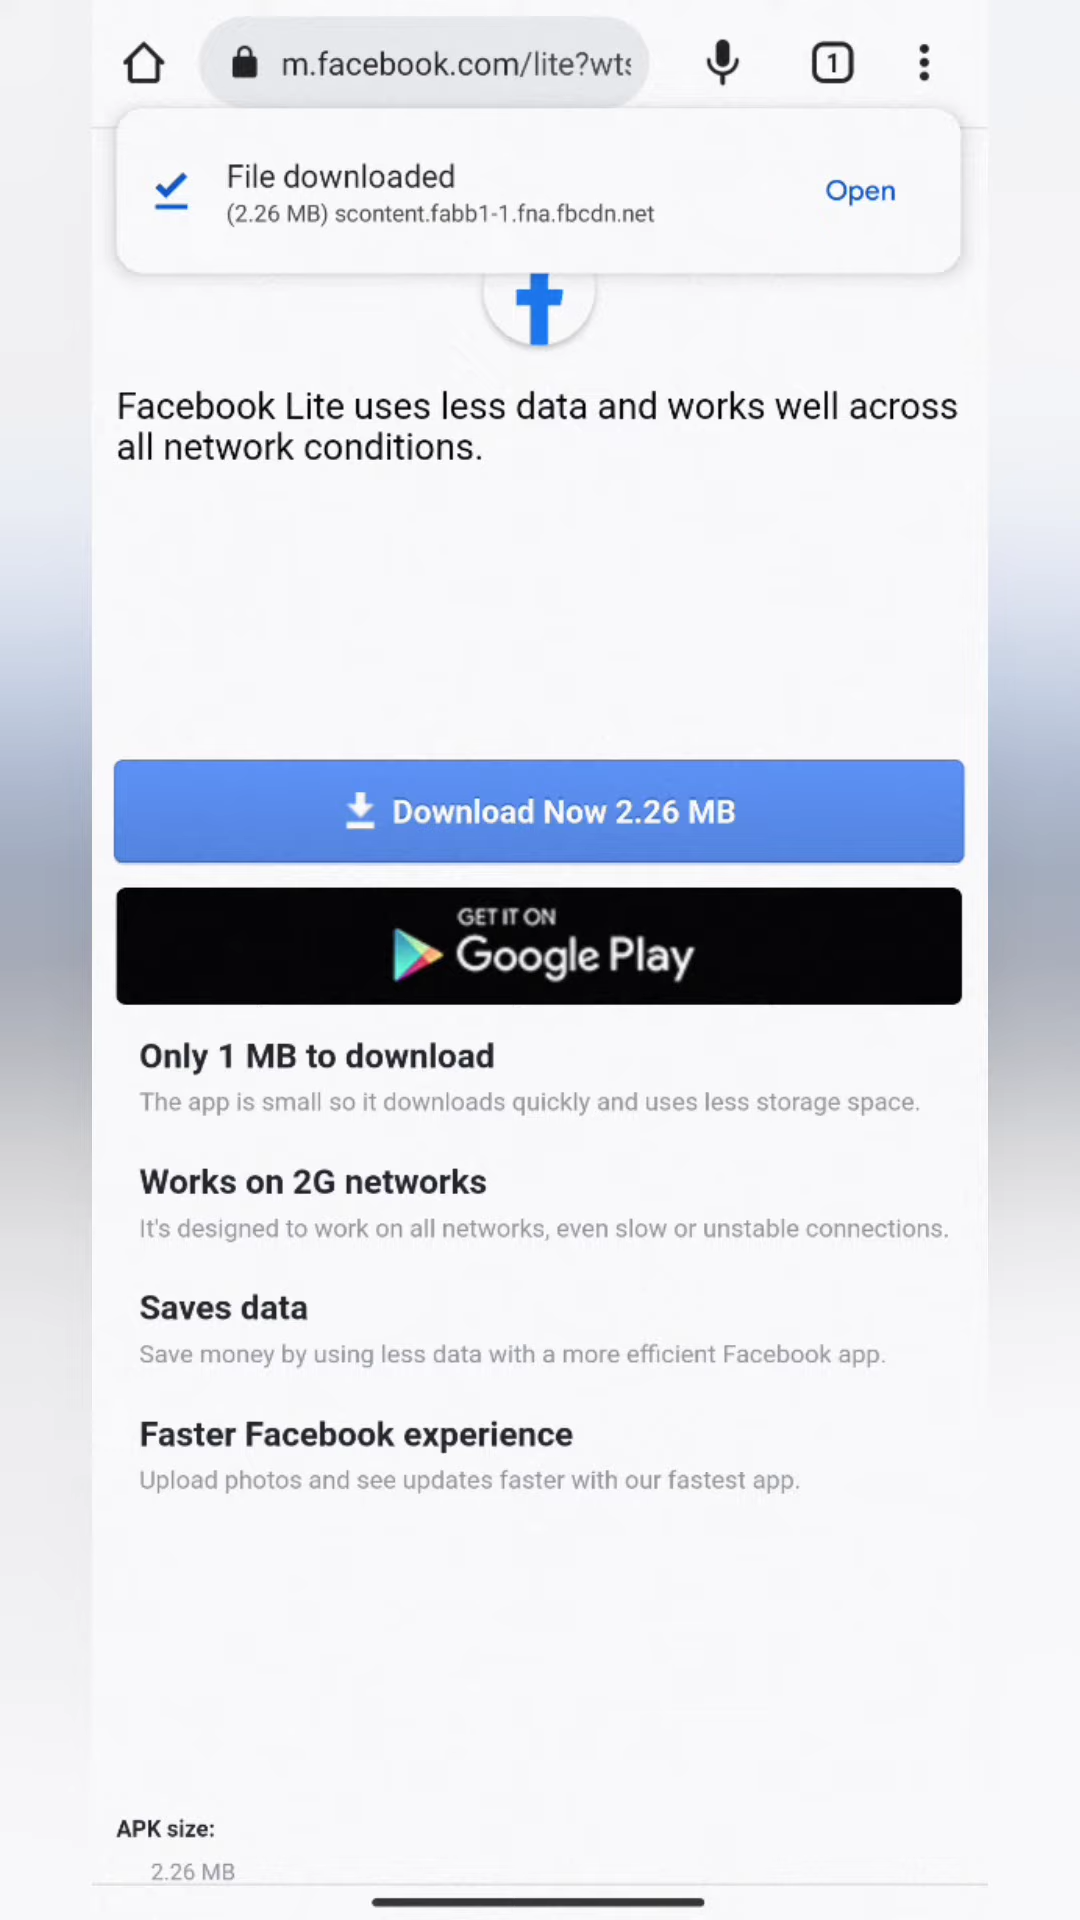 m.facebook.com/lite?wts
1
File downloaded
(2.26 MB) scontent.fabb1-1.fna.fbcdn.net
Open
Facebook Lite uses less data and works well across
all network conditions.
Download Now 2.26 MB
GET IT ON
Google Play
Only 1 MB to download
The app is small so it downloads quickly and uses less storage space.
Works on 2G networks
It's designed to work on all networks, even slow or unstable connections.
Saves data
Save money by using less data with a more efficient Facebook app.
Faster Facebook experience
Upload photos and see updates faster with our fastest app.
APK size:
2.26 MB